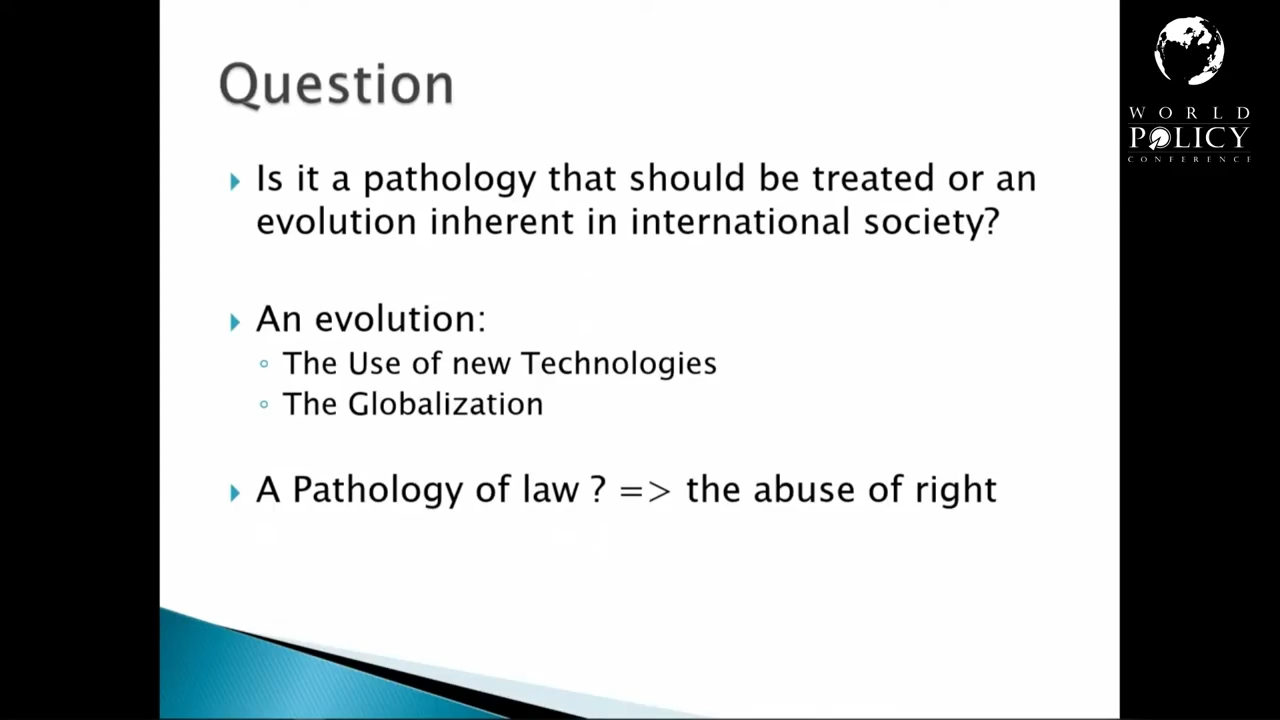 Question
Is it a pathology that should be treated or an
evolution inherent in international society?
An evolution:
The Use of new Technologies
The Globalization
A Pathology of law ? => the abuse of right
WORLD
POLICY
CONFERENCE